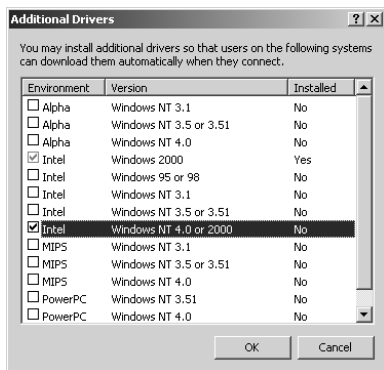 Additional Drivers
You may install additional drivers so that users on the following systems
can download them automatically when they connect.
Environment Version Installed
Alpha Windows NT 3.1 No
Alpha Windows NT 3.5 or 3.51 No
Alpha Windows NT 4.0 No
Intel Windows 2000 Yes
Intel Windows 95 or 98 No
Intel Windows NT 3.1 No
Intel Windows NT 3.5 or 3.51 No
Intel Windows NT 4.0 or 2000 No
MIPS Windows NT 3.1 No
MIPS Windows NT 3.5 or 3.51 No
MIPS Windows NT 4.0 No
PowerPC Windows NT 3.51 No
PowerPC Windows NT 4.0 No
OK Cancel